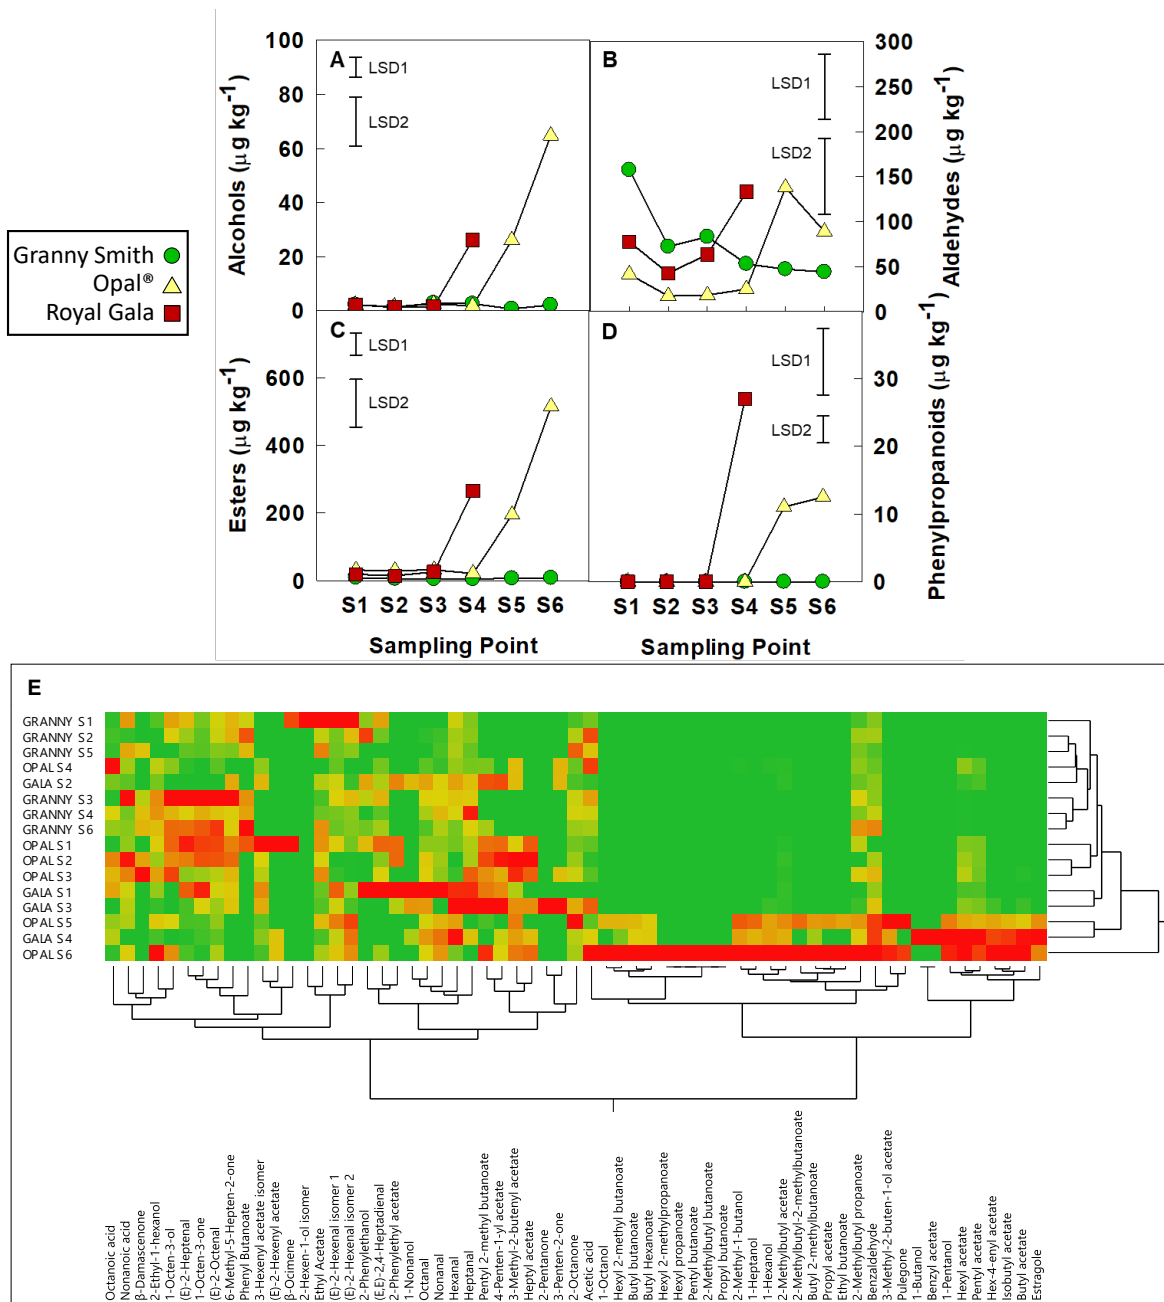 Granny Smith
Opal®
Royal Gala
A
LSD1
LSD2
100
80
60
40
20
0
Alcohols (µg kg-1)
B
LSD1
LSD2
300
250
200
150
100
50
0
Aldehydes (µg kg-1)
C
LSD1
LSD2
600
400
200
0
Esters (µg kg-1)
D
LSD1
LSD2
30
20
10
0
Phenylpropanoids (µg kg-1)
S1 S2 S3 S4 S5 S6
Sampling Point
S1 S2 S3 S4 S5 S6
Sampling Point
E
GRANNY S1
GRANNY S2
GRANNY S5
OPAL S4
GALA S2
GRANNY S3
GRANNY S4
GRANNY S6
OPAL S1
OPAL S2
OPAL S3
GALA S1
GALA S3
OPAL S5
GALA S4
OPAL S6
Octanoic acid
Nonanoic acid
β-Damascenone
2-Ethyl-1-hexanol
1-Octen-3-ol
(E)-2-Heptenal
1-Octen-3-one
(E)-2-Octenal
6-Methyl-5-Hepten-2-one
Phenyl Butanoate
3-Hexenyl acetate isomer
(E)-2-Hexenyl acetate
β-Ocimene
2-Hexen-1-ol isomer
Ethyl Acetate
(E)-2-Hexenal isomer 1
(E)-2-Hexenal isomer 2
2-Phenylethanol
(E,E)-2,4-Heptadienal
2-Phenylethyl acetate
1-Nonanol
Octanal
Nonanal
Hexanal
Heptanal
Pentyl 2-methyl butanoate
4-Penten-1-yl acetate
3-Methyl-2-butenyl acetate
Heptyl acetate
2-Pentanone
3-Penten-2-one
2-Octanone
Acetic acid
1-Octanol
Hexyl 2-methyl butanoate
Butyl butanoate
Butyl Hexanoate
Hexyl 2-methylpropanoate
Hexyl propanoate
Pentyl butanoate
2-Methylbutyl butanoate
Propyl butanoate
2-Methyl-1-butanol
1-Heptanol
1-Hexanol
2-Methylbutyl acetate
2-Methylbutyl-2-methylbutanoate
Butyl 2-methylbutanoate
Propyl acetate
Ethyl butanoate
2-Methylbutyl propanoate
Benzaldehyde
3-Methyl-2-buten-1-ol acetate
Pulegone
1-Butanol
Benzyl acetate
1-Pentanol
Hexyl acetate
Pentyl acetate
Hex-4-enyl acetate
Isobutyl acetate
Butyl acetate
Estragole